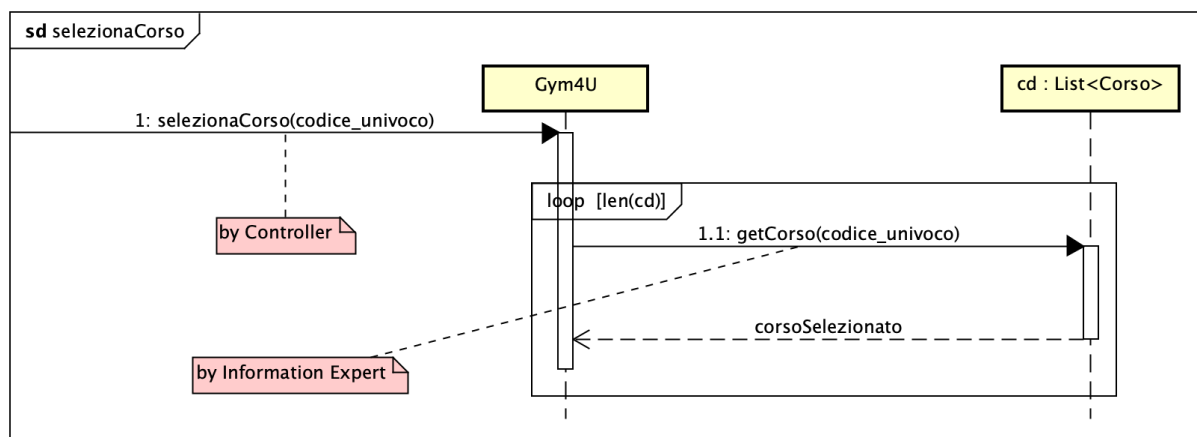 sd selezionaCorso
Gym4U
cd : List<Corso>
1: selezionaCorso(codice_univoco)
loop [len(cd)]
by Controller
1.1: getCorso(codice_univoco)
corsoSelezionato
by Information Expert